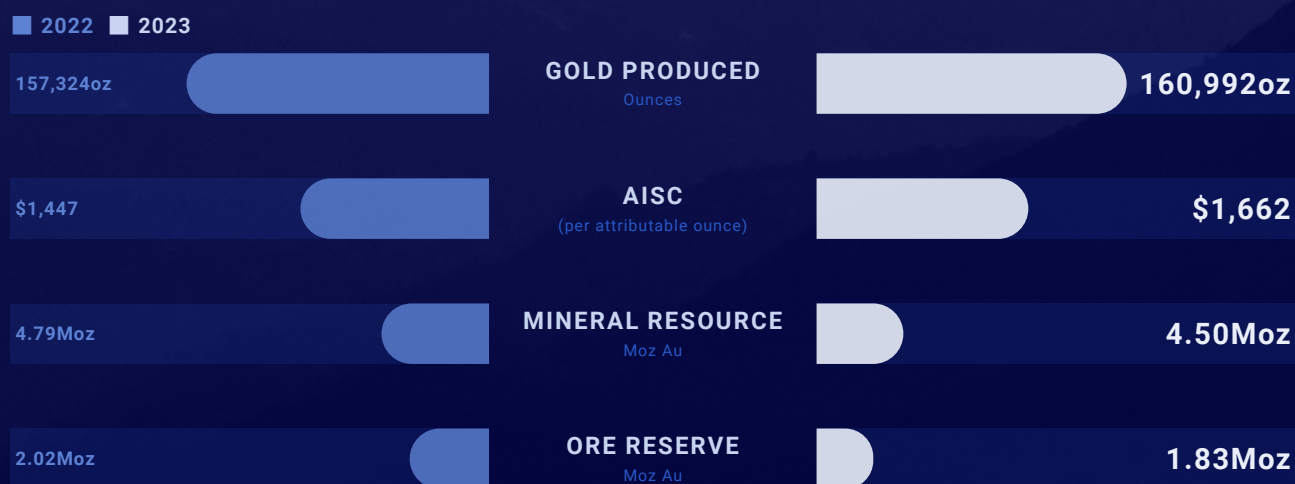 2022 2023
157,324oz GOLD PRODUCED 160,992oz
Ounces
$1,447 AISC $1,662
(per attributable ounce)
4.79Moz MINERAL RESOURCE 4.50Moz
Moz Au
2.02Moz ORE RESERVE 1.83Moz
Moz Au